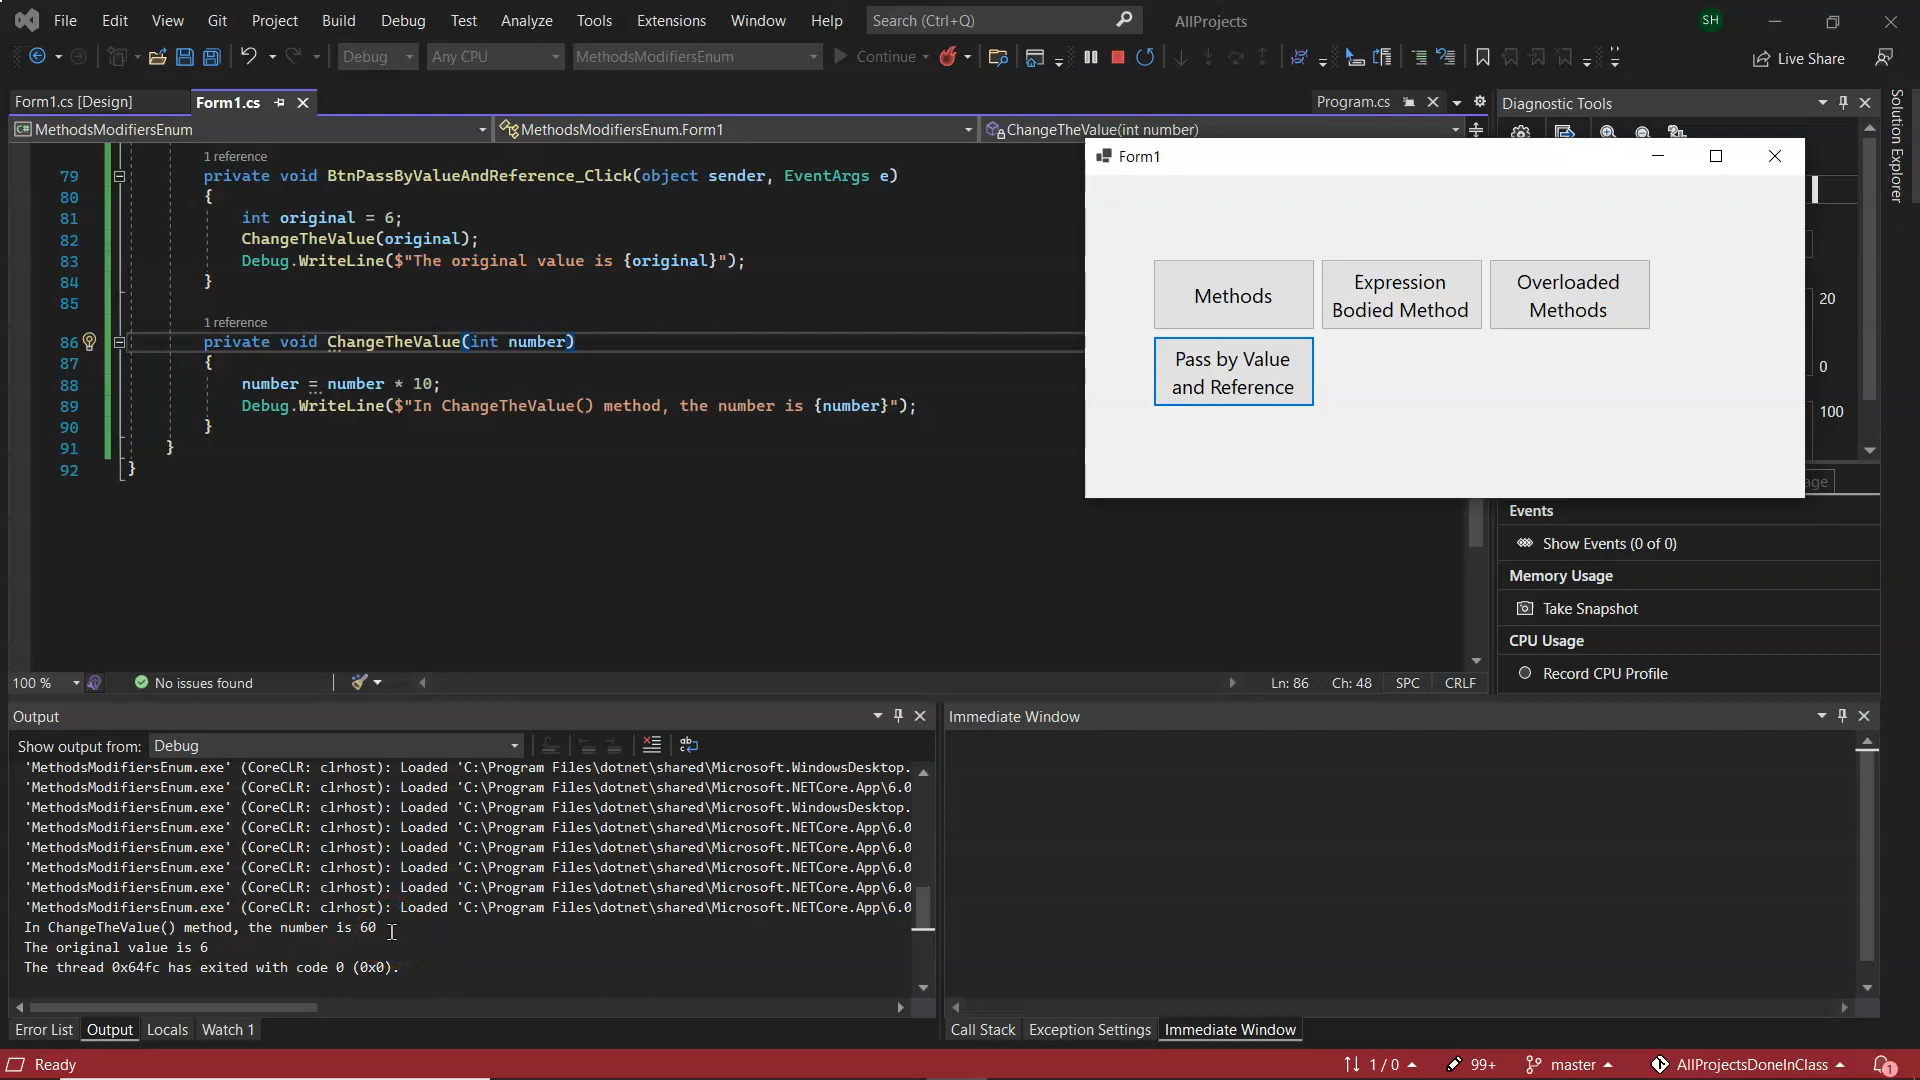 File Edit View Git Project Build Debug Test Analyze Tools Extensions Window Help Search (Ctrl+Q) AllProjects SH
Debug Any CPU MethodsModifiersEnum Continue Live Share
Form1.cs [Design] Form1.cs Program.cs Diagnostic Tools
Solution Explorer
C# MethodsModifiersEnum MethodsModifiersEnum.Form1 ChangeTheValue(int number)
1 reference
79 private void BtnPassByValueAndReference_Click(object sender, EventArgs e)
80 {
81 int original = 6;
82 ChangeTheValue(original);
83 Debug.WriteLine($"The original value is {original}");
84 }
85
1 reference
86 private void ChangeTheValue(int number)
87 {
88 number = number * 10;
89 Debug.WriteLine($"In ChangeTheValue() method, the number is {number}");
90 }
91 }
92 }
Form1
Methods
Expression
Bodied Method
Overloaded
Methods
Pass by Value
and Reference
20
0
100
Events
Show Events (0 of 0)
Memory Usage
Take Snapshot
CPU Usage
Record CPU Profile
100 % No issues found Ln: 86 Ch: 48 SPC CRLF
Output
Show output from: Debug
'MethodsModifiersEnum.exe' (CoreCLR: clrhost): Loaded 'C:\Program Files\dotnet\shared\Microsoft.WindowsDesktop.
'MethodsModifiersEnum.exe' (CoreCLR: clrhost): Loaded 'C:\Program Files\dotnet\shared\Microsoft.NETCore.App\6.0
'MethodsModifiersEnum.exe' (CoreCLR: clrhost): Loaded 'C:\Program Files\dotnet\shared\Microsoft.WindowsDesktop.
'MethodsModifiersEnum.exe' (CoreCLR: clrhost): Loaded 'C:\Program Files\dotnet\shared\Microsoft.NETCore.App\6.0
'MethodsModifiersEnum.exe' (CoreCLR: clrhost): Loaded 'C:\Program Files\dotnet\shared\Microsoft.NETCore.App\6.0
'MethodsModifiersEnum.exe' (CoreCLR: clrhost): Loaded 'C:\Program Files\dotnet\shared\Microsoft.NETCore.App\6.0
'MethodsModifiersEnum.exe' (CoreCLR: clrhost): Loaded 'C:\Program Files\dotnet\shared\Microsoft.NETCore.App\6.0
'MethodsModifiersEnum.exe' (CoreCLR: clrhost): Loaded 'C:\Program Files\dotnet\shared\Microsoft.NETCore.App\6.0
In ChangeTheValue() method, the number is 60
The original value is 6
The thread 0x64fc has exited with code 0 (0x0).
Immediate Window
Error List Output Locals Watch 1
Call Stack Exception Settings Immediate Window
Ready 1 / 0 99+ master AllProjectsDoneInClass 1